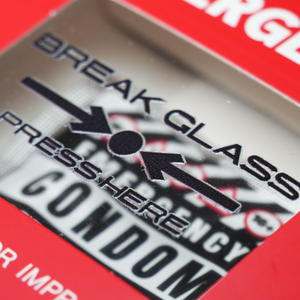 ERGE
BREAK GLASS
PRESS HERE
EMERGENCY
CONDOM
OR IMPR